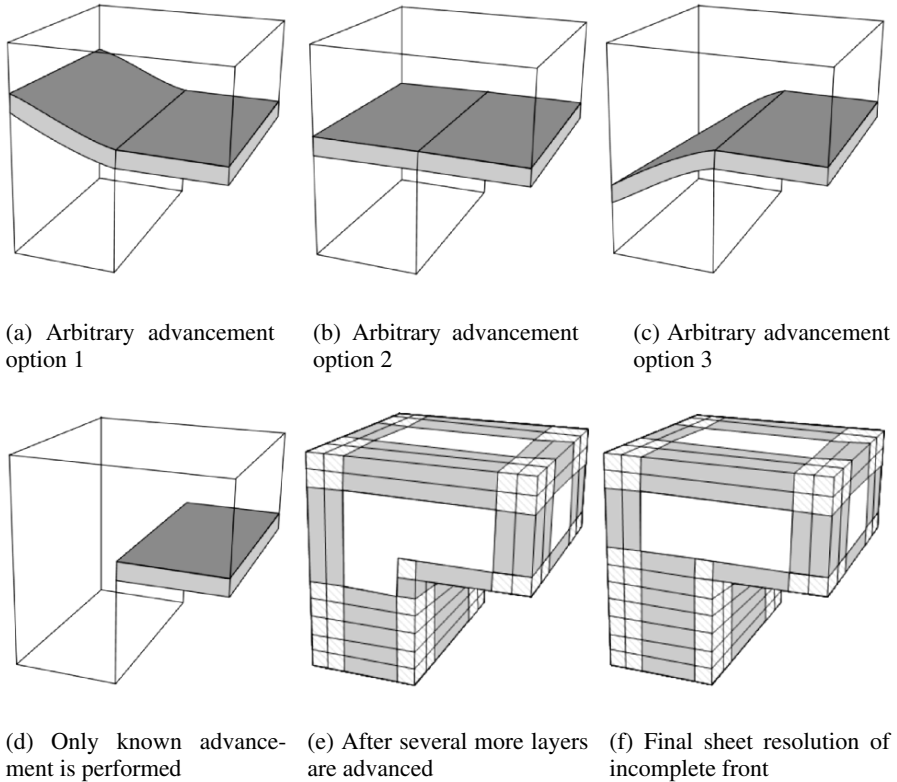 (a) Arbitrary advancement
option 1
(b) Arbitrary advancement
option 2
(c) Arbitrary advancement
option 3
(d) Only known advance-
ment is performed
(e) After several more layers
are advanced
(f) Final sheet resolution of
incomplete front